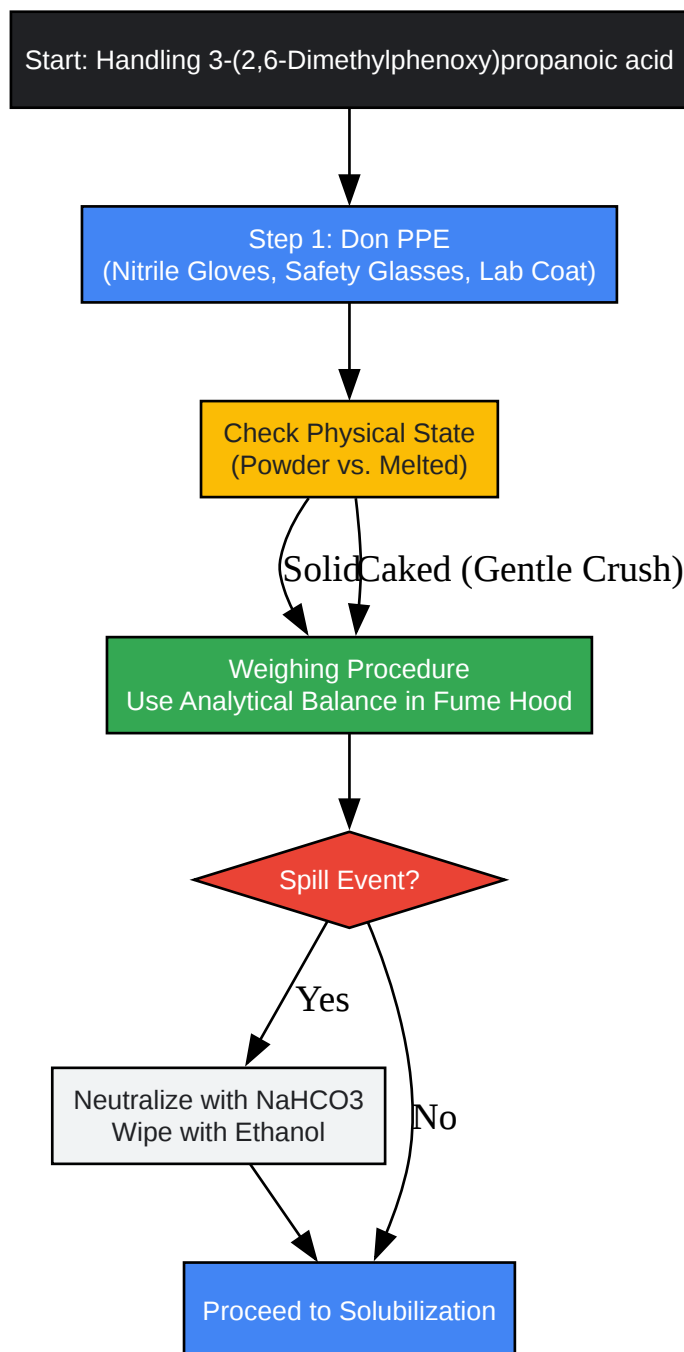 Start: Handling 3-(2,6-Dimethylphenoxy)propanoic acid
Step 1: Don PPE
(Nitrile Gloves, Safety Glasses, Lab Coat)
Check Physical State
(Powder vs. Melted)
Solid
Caked (Gentle Crush)
Weighing Procedure
Use Analytical Balance in Fume Hood
Spill Event?
Yes
Neutralize with NaHCO3
Wipe with Ethanol
No
Proceed to Solubilization